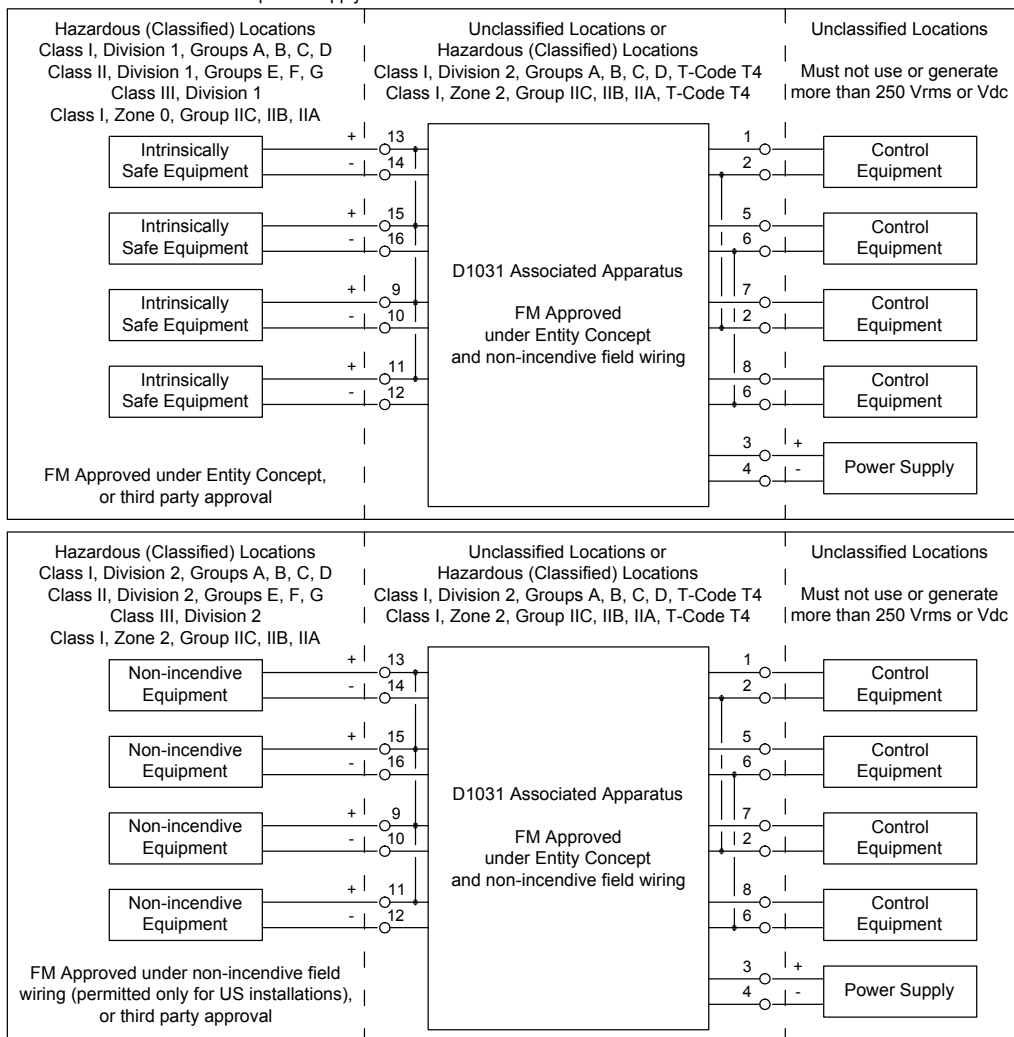 Hazardous (Classified) Locations
Class I, Division 1, Groups A, B, C, D
Class II, Division 1, Groups E, F, G
Class III, Division 1
Class I, Zone 0, Group IIC, IIB, IIA
Unclassified Locations or
Hazardous (Classified) Locations
Class I, Division 2, Groups A, B, C, D, T-Code T4
Class I, Zone 2, Group IIC, IIB, IIA, T-Code T4
Unclassified Locations
Must not use or generate
more than 250 Vrms or Vdc
Intrinsically
Safe Equipment
+ 13
- 14
Intrinsically
Safe Equipment
+ 15
- 16
Intrinsically
Safe Equipment
+ 9
- 10
Intrinsically
Safe Equipment
+ 11
- 12
FM Approved under Entity Concept,
or third party approval
D1031 Associated Apparatus
FM Approved
under Entity Concept
and non-incendive field wiring
1
2
Control
Equipment
5
6
Control
Equipment
7
2
Control
Equipment
8
6
Control
Equipment
3 +
4 -
Power Supply
Hazardous (Classified) Locations
Class I, Division 2, Groups A, B, C, D
Class II, Division 2, Groups E, F, G
Class III, Division 2
Class I, Zone 2, Group IIC, IIB, IIA
Unclassified Locations or
Hazardous (Classified) Locations
Class I, Division 2, Groups A, B, C, D, T-Code T4
Class I, Zone 2, Group IIC, IIB, IIA, T-Code T4
Unclassified Locations
Must not use or generate
more than 250 Vrms or Vdc
Non-incendive
Equipment
+ 13
- 14
Non-incendive
Equipment
+ 15
- 16
Non-incendive
Equipment
+ 9
- 10
Non-incendive
Equipment
+ 11
- 12
FM Approved under non-incendive field
wiring (permitted only for US installations),
or third party approval
D1031 Associated Apparatus
FM Approved
under Entity Concept
and non-incendive field wiring
1
2
Control
Equipment
5
6
Control
Equipment
7
2
Control
Equipment
8
6
Control
Equipment
3 +
4 -
Power Supply